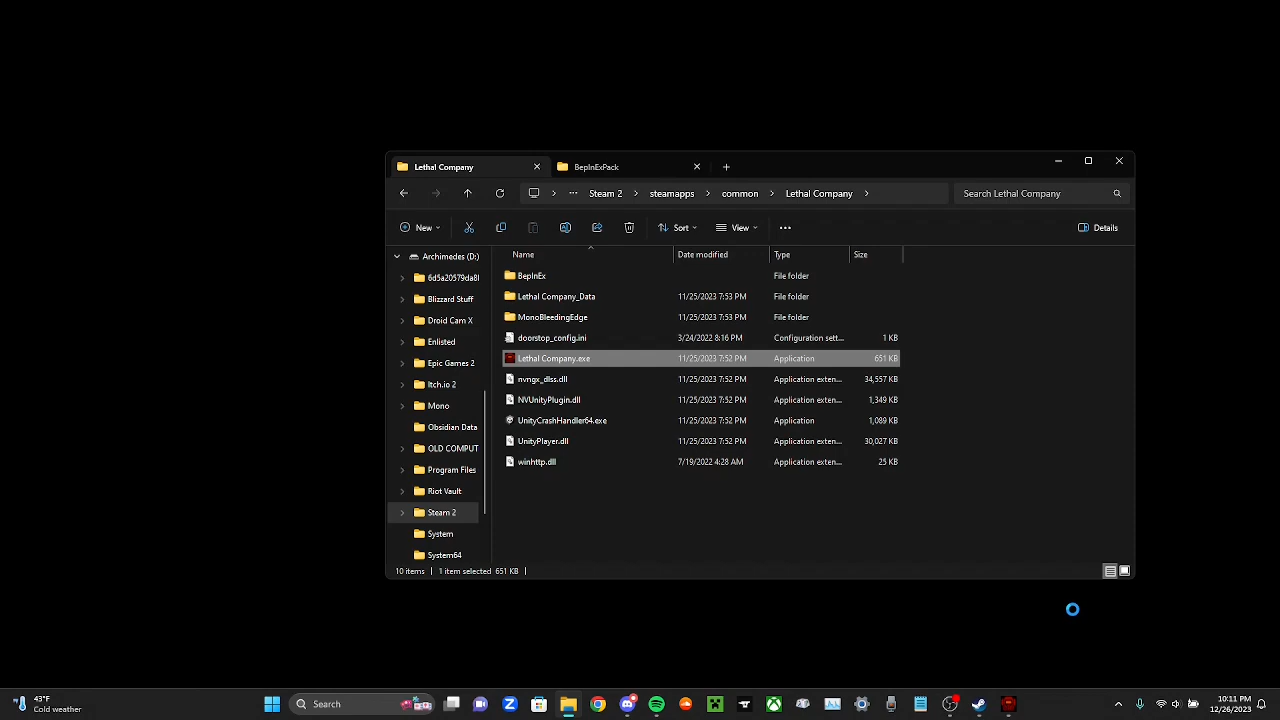 Lethal Company
BepInExPack
Steam 2 steamapps common Lethal Company Search Lethal Company
New Sort View Details
Archimedes (D:)
6d5a20579da8l
Blizzard Stuff
Droid Cam X
Enlisted
Epic Games 2
Itch.io 2
Mono
Obsidian Data
OLD COMPUT
Program Files
Riot Vault
Steam 2
System
System64
Name Date modified Type Size
BepInEx File folder
Lethal Company_Data 11/25/2023 7:53 PM File folder
MonoBleedingEdge 11/25/2023 7:53 PM File folder
doorstop_config.ini 3/24/2022 8:16 PM Configuration sett... 1 KB
Lethal Company.exe 11/25/2023 7:52 PM Application 651 KB
nvngx_dlss.dll 11/25/2023 7:52 PM Application exten... 34,557 KB
NVUnityPlugin.dll 11/25/2023 7:52 PM Application exten... 1,349 KB
UnityCrashHandler64.exe 11/25/2023 7:52 PM Application 1,089 KB
UnityPlayer.dll 11/25/2023 7:52 PM Application exten... 30,027 KB
winhttp.dll 7/19/2022 4:28 AM Application exten... 25 KB
10 items 1 item selected 651 KB
43°F
Cold weather
Search
10:11 PM
12/26/2023